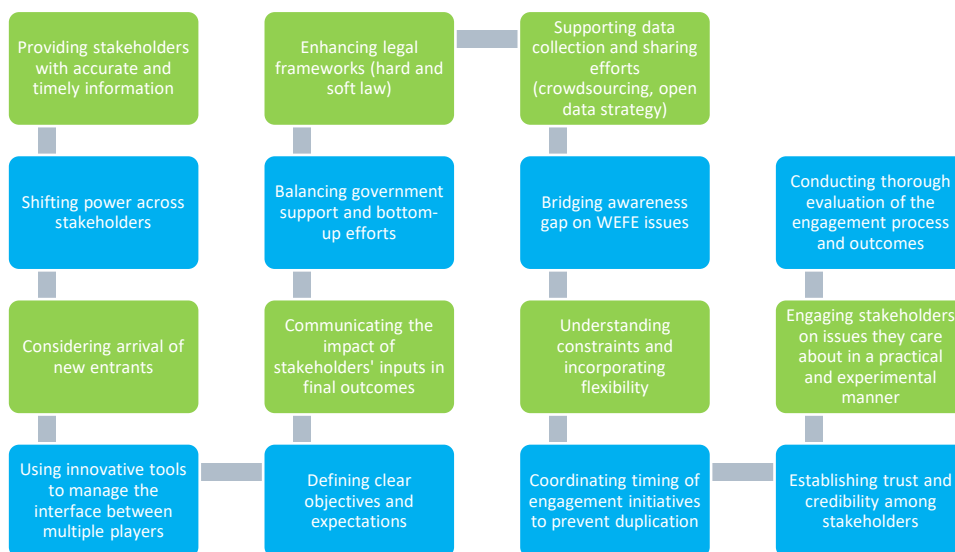 Providing stakeholders
with accurate and
timely information
Shifting power across
stakeholders
Considering arrival of
new entrants
Using innovative tools
to manage the
interface between
multiple players
Defining clear
objectives and
expectations
Communicating the
impact of
stakeholders' inputs in
final outcomes
Balancing government
support and bottom-
up efforts
Enhancing legal
frameworks (hard and
soft law)
Supporting data
collection and sharing
efforts
(crowdsourcing, open
data strategy)
Bridging awareness
gap on WEFE issues
Understanding
constraints and
incorporating
flexibility
Coordinating timing of
engagement initiatives
to prevent duplication
Establishing trust and
credibility among
stakeholders
Engaging stakeholders
on issues they care
about in a practical
and experimental
manner
Conducting thorough
evaluation of the
engagement process
and outcomes